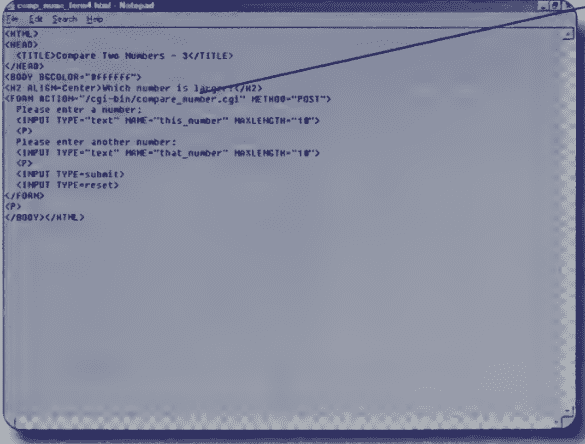 comp_nums_form4 html - Notepad
File Edit Search Help
<HTML>
<HEAD>
<TITLE>Compare Two Numbers - 3</TITLE>
</HEAD>
<BODY BGCOLOR="#ffffff">
<H2 ALIGN=Center>Which number is larger?</H2>
<FORM ACTION="/cgi-bin/compare_number.cgi" METHOD="POST">
Please enter a number:
<INPUT TYPE="text" NAME="this_number" MAXLENGTH="10">
<P>
Please enter another number:
<INPUT TYPE="text" NAME="that_number" MAXLENGTH="10">
<P>
<INPUT TYPE=submit>
<INPUT TYPE=reset>
</FORM>
<P>
</BODY></HTML>